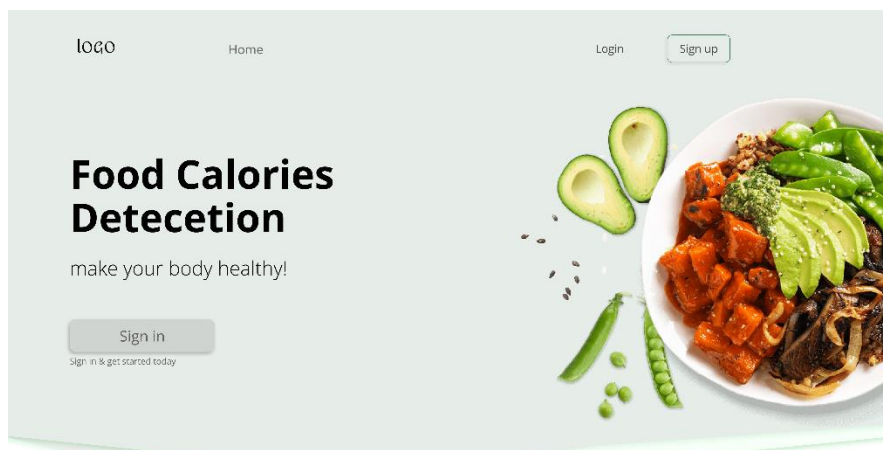 logo
Home
Login
Sign up
Food Calories
Detecetion
make your body healthy!
Sign in
Sign in & get started today